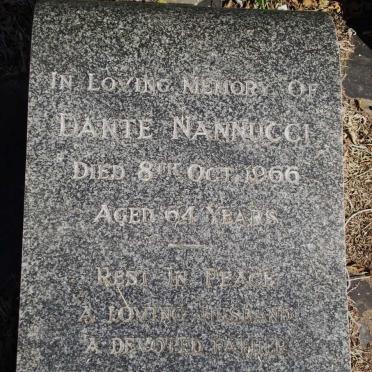 In Loving Memory Of
Dante Nannucci
Died 8th Oct. 1966
Aged 64 Years
Rest In Peace
A Loving Husband
A Devoted Father